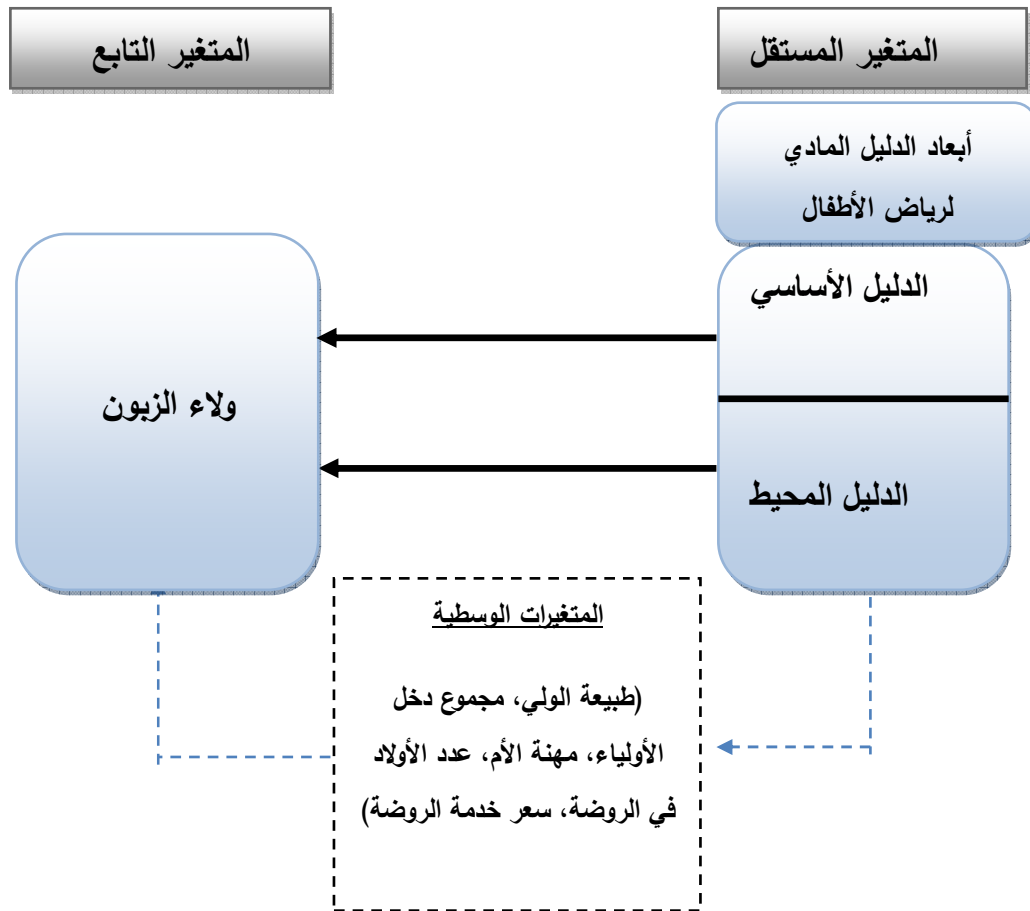 المتغير المستقل
المتغير التابع
أبعاد الدليل المادي
لرياض الأطفال
الدليل الأساسي
ولاء الزبون
الدليل المحيط
المتغيرات الوسطية
(طبيعة الولي، مجموع دخل
الأولياء، مهنة الأم، عدد الأولاد
في الروضة، سعر خدمة الروضة)